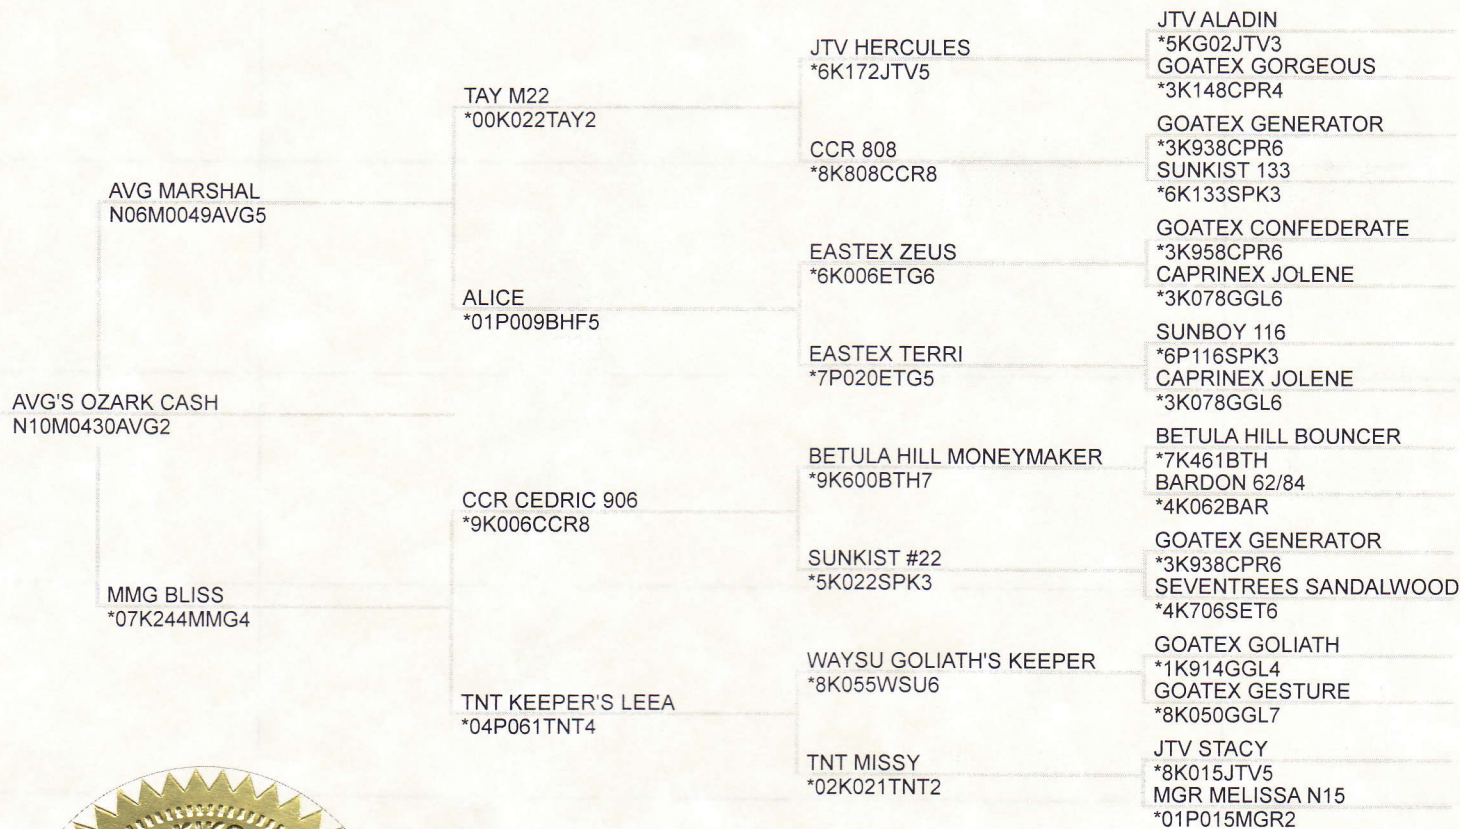 AVG'S OZARK CASH
N10M0430AVG2
AVG MARSHAL
N06M0049AVG5
MMG BLISS
*07K244MMG4
TAY M22
*00K022TAY2
ALICE
*01P009BHF5
CCR CEDRIC 906
*9K006CCR8
TNT KEEPER'S LEEA
*04P061TNT4
JTV HERCULES
*6K172JTV5
CCR 808
*8K808CCR8
EASTEX ZEUS
*6K006ETG6
EASTEX TERRI
*7P020ETG5
BETULA HILL MONEYMAKER
*9K600BTH7
SUNKIST #22
*5K022SPK3
WAYSU GOLIATH'S KEEPER
*8K055WSU6
TNT MISSY
*02K021TNT2
JTV ALADIN
*5KG02JTV3
GOATEX GORGEOUS
*3K148CPR4
GOATEX GENERATOR
*3K938CPR6
SUNKIST 133
*6K133SPK3
GOATEX CONFEDERATE
*3K958CPR6
CAPRINEX JOLENE
*3K078GGL6
SUNBOY 116
*6P116SPK3
CAPRINEX JOLENE
*3K078GGL6
BETULA HILL BOUNCER
*7K461BTH
BARDON 62/84
*4K062BAR
GOATEX GENERATOR
*3K938CPR6
SEVENTREES SANDALWOOD
*4K706SET6
GOATEX GOLIATH
*1K914GGL4
GOATEX GESTURE
*8K050GGL7
JTV STACY
*8K015JTV5
MGR MELISSA N15
*01P015MGR2